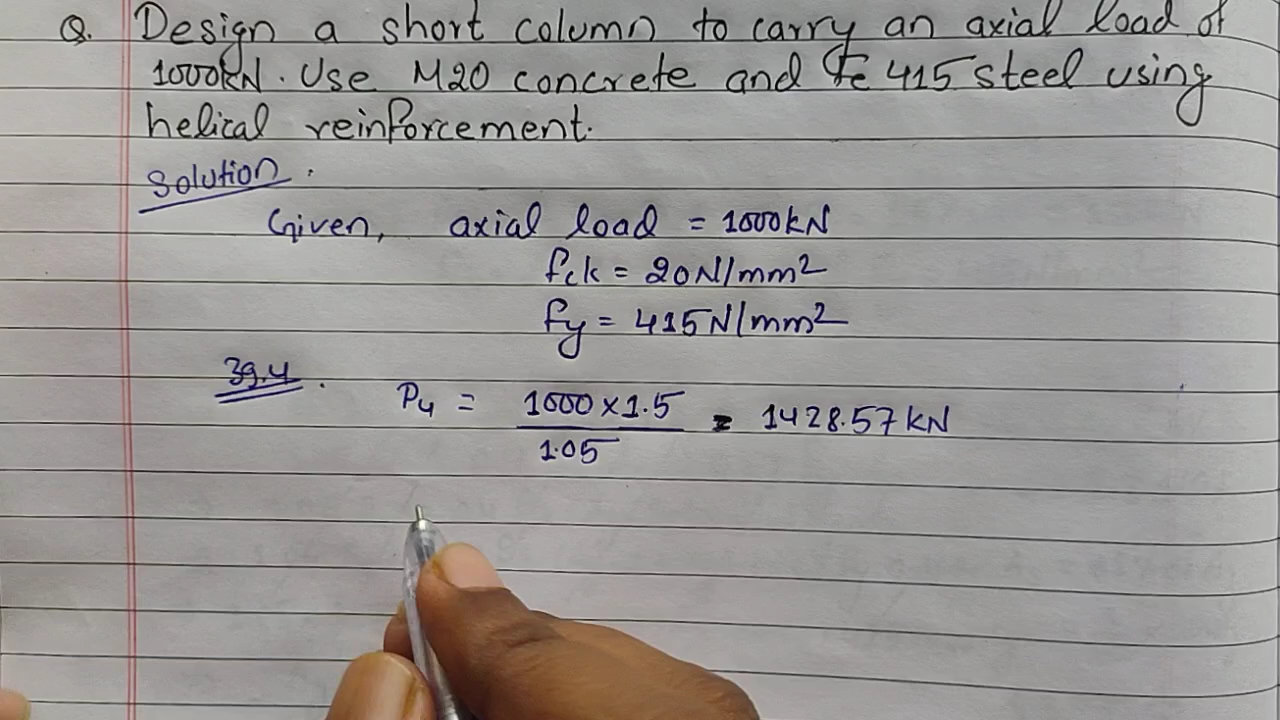 Q. Design a short column to carry an axial load of
1000kN. Use M20 concrete and Fe 415 steel using
helical reinforcement.
Solution.
Given, axial load = 1000kN
fck = 20N/mm²
fy = 415N/mm²
39.4. Pu = 1000 × 1.5 / 1.05 = 1428.57 kN